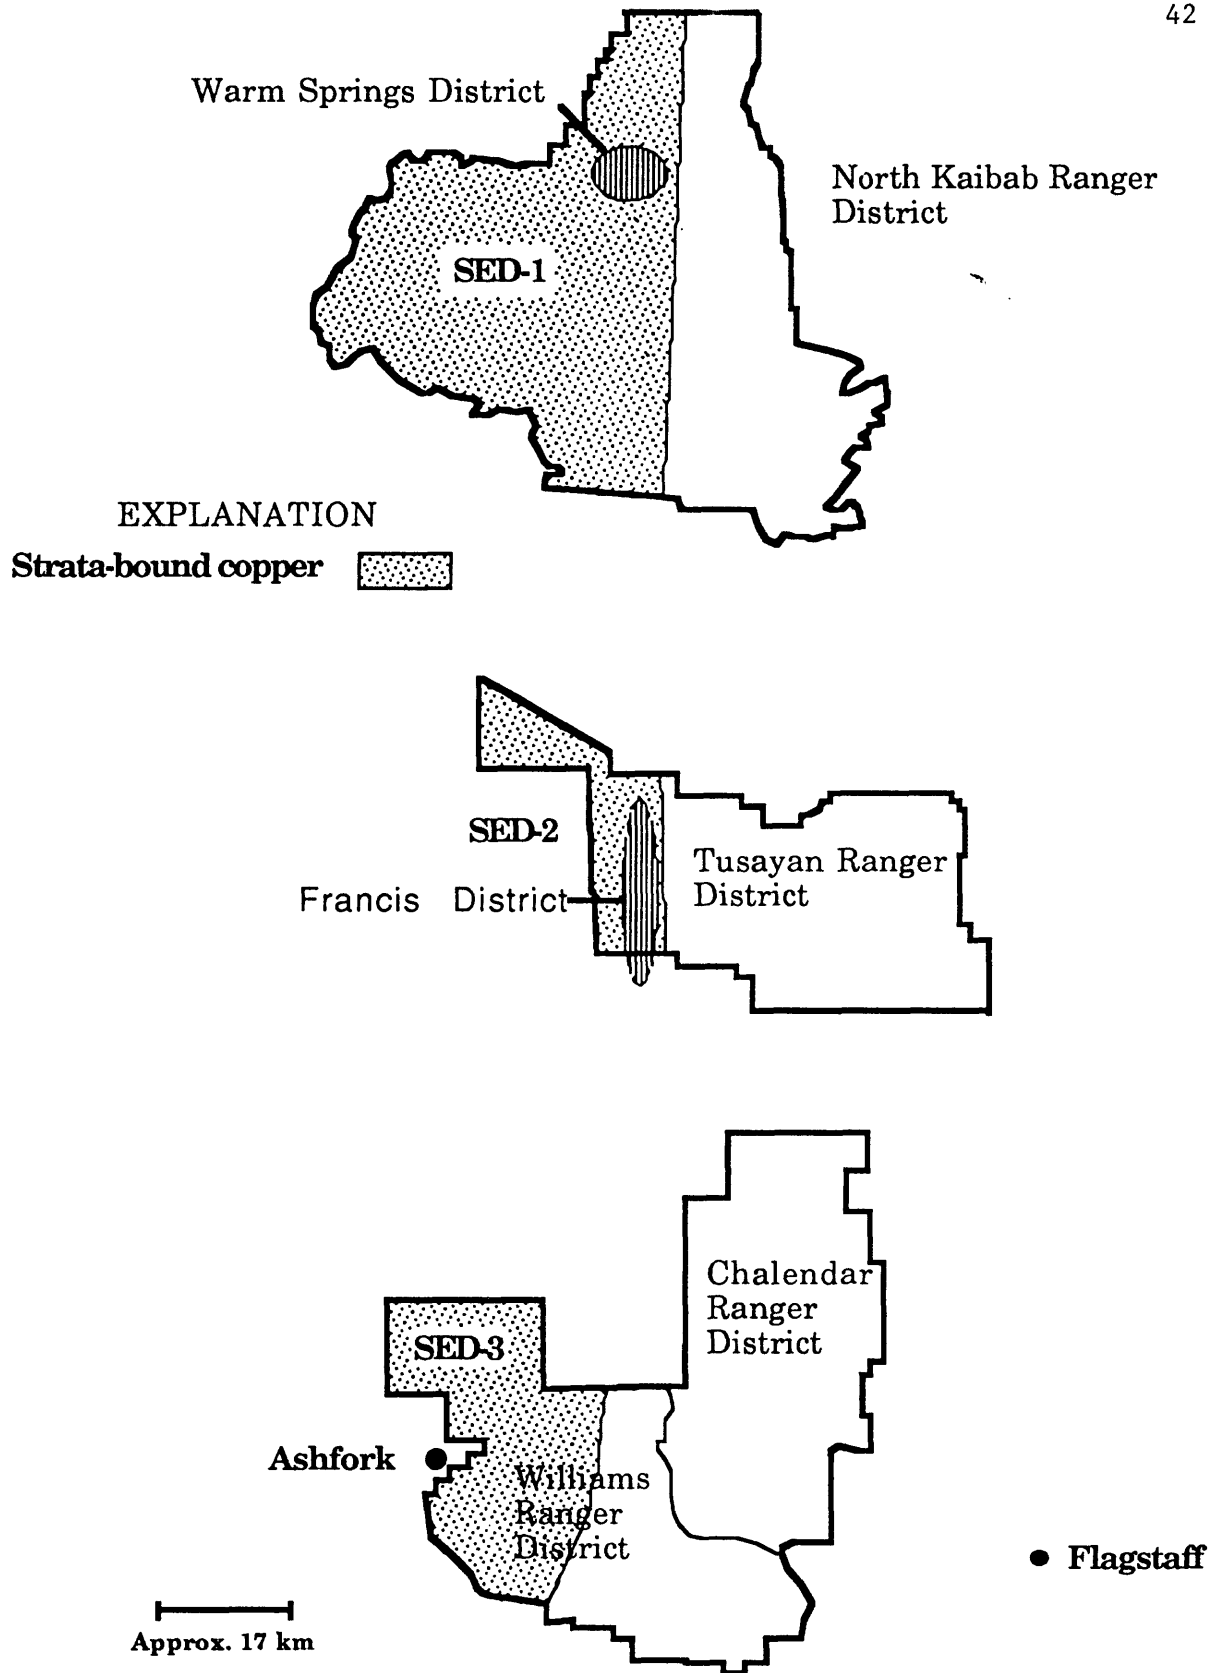 42
Warm Springs District
North Kaibab Ranger
District
SED-1
EXPLANATION
Strata-bound copper
SED-2
Tusayan Ranger
District
Francis District
Chalendar
Ranger
District
SED-3
Ashfork
Williams
Ranger
District
Flagstaff
Approx. 17 km